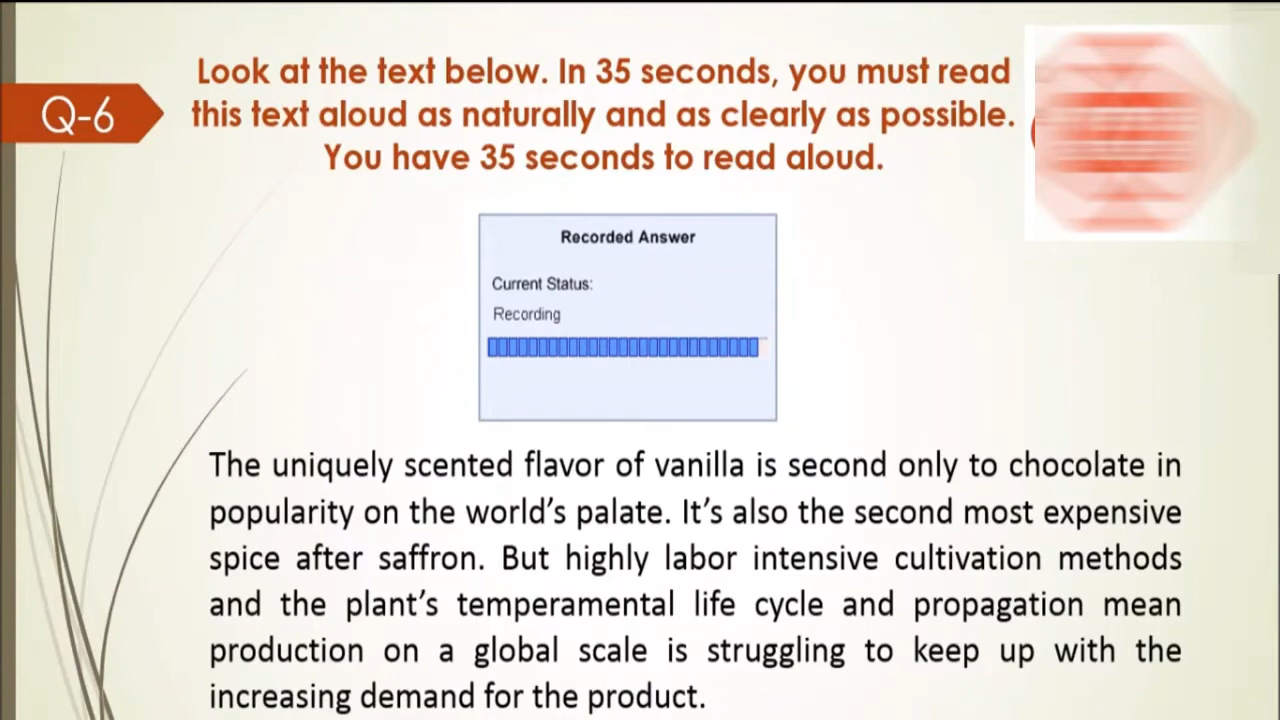 Q-6
Look at the text below. In 35 seconds, you must read
this text aloud as naturally and as clearly as possible.
You have 35 seconds to read aloud.
Recorded Answer
Current Status:
Recording
The uniquely scented flavor of vanilla is second only to chocolate in
popularity on the world's palate. It's also the second most expensive
spice after saffron. But highly labor intensive cultivation methods
and the plant's temperamental life cycle and propagation mean
production on a global scale is struggling to keep up with the
increasing demand for the product.